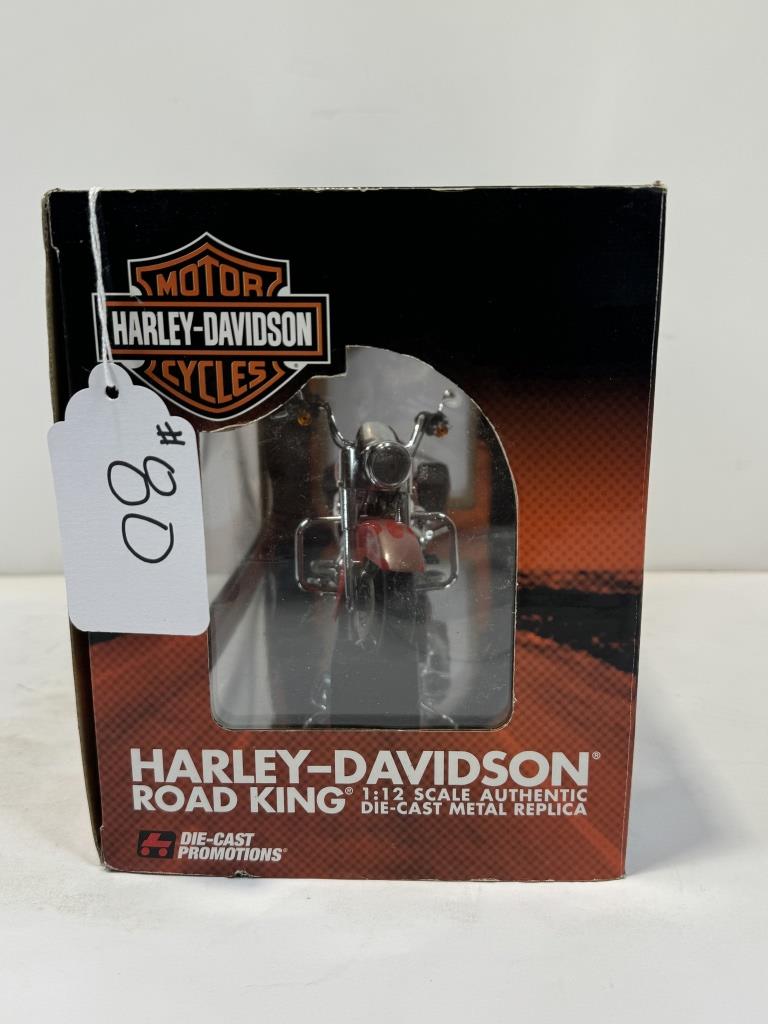 MOTOR
HARLEY-DAVIDSON
CYCLES
#80
HARLEY-DAVIDSON®
ROAD KING® 1:12 SCALE AUTHENTIC
DIE-CAST METAL REPLICA
DIE-CAST
PROMOTIONS®